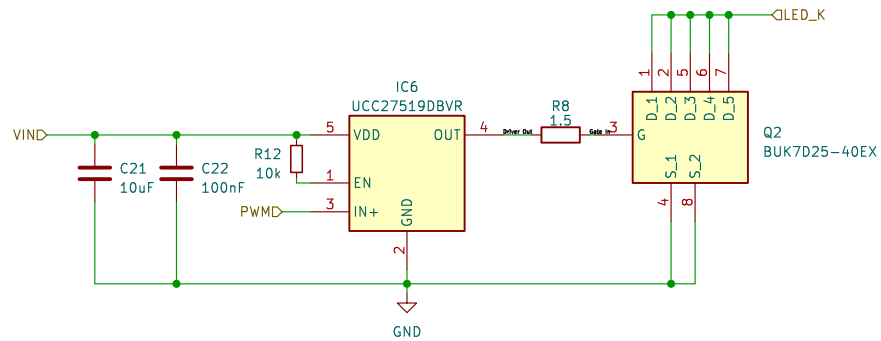 LED_K
1
2
5
6
7
D_1
D_2
D_3
D_4
D_5
IC6
UCC27519DBVR
R8
1.5
Q2
BUK7D25-40EX
VIN
5
VDD
OUT
4
Driver Out
Gate In
3
G
C21
10uF
C22
100nF
R12
10k
1
EN
S_1
S_2
PWM
3
IN+
GND
2
4
8
GND